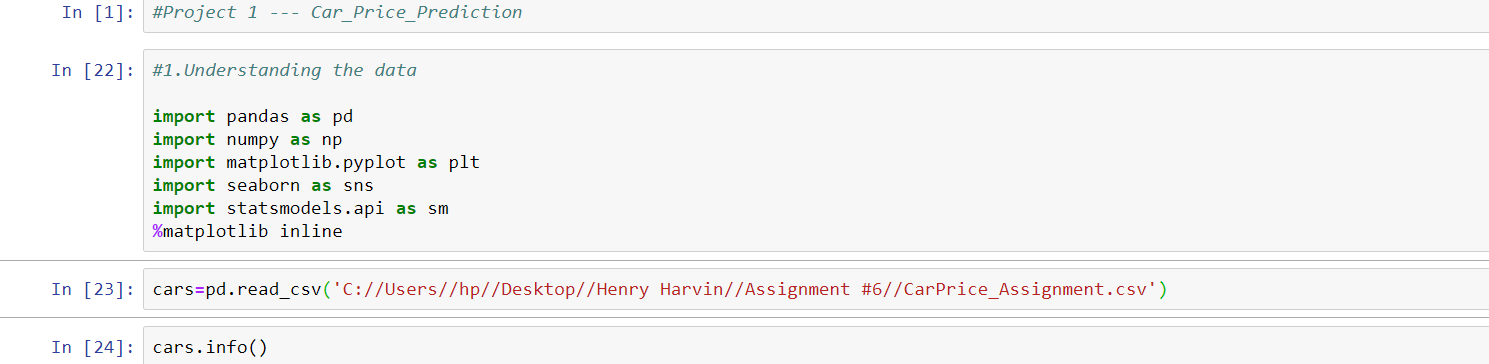 In [1]: #Project 1 --- Car_Price_Prediction
In [22]: #1.Understanding the data
import pandas as pd
import numpy as np
import matplotlib.pyplot as plt
import seaborn as sns
import statsmodels.api as sm
%matplotlib inline
In [23]: cars=pd.read_csv('C://Users//hp//Desktop//Henry Harvin//Assignment #6//CarPrice_Assignment.csv')
In [24]: cars.info()